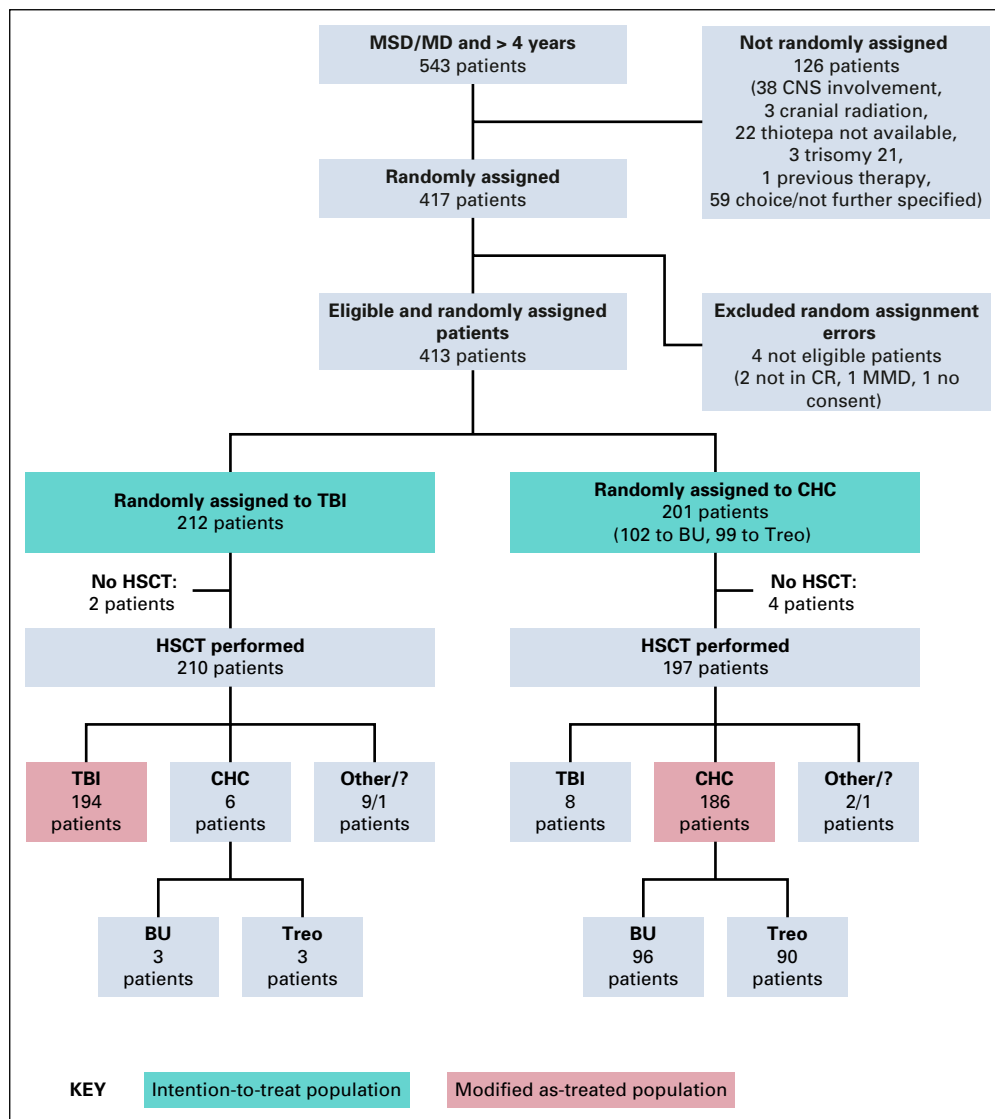 MSD/MD and > 4 years
543 patients
Not randomly assigned
126 patients
(38 CNS involvement,
3 cranial radiation,
22 thiotepa not available,
3 trisomy 21,
1 previous therapy,
59 choice/not further specified)
Randomly assigned
417 patients
Eligible and randomly assigned
patients
413 patients
Excluded random assignment
errors
4 not eligible patients
(2 not in CR, 1 MMD, 1 no
consent)
Randomly assigned to TBI
212 patients
Randomly assigned to CHC
201 patients
(102 to BU, 99 to Treo)
No HSCT:
2 patients
No HSCT:
4 patients
HSCT performed
210 patients
HSCT performed
197 patients
TBI
194
patients
CHC
6
patients
Other/?
9/1
patients
TBI
8
patients
CHC
186
patients
Other/?
2/1
patients
BU
3
patients
Treo
3
patients
BU
96
patients
Treo
90
patients
KEY
Intention-to-treat population
Modified as-treated population